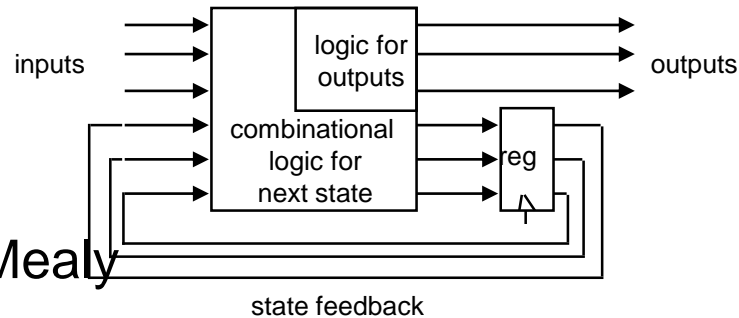 inputs
logic for
outputs
outputs
combinational
logic for
next state
reg
Mealy
state feedback